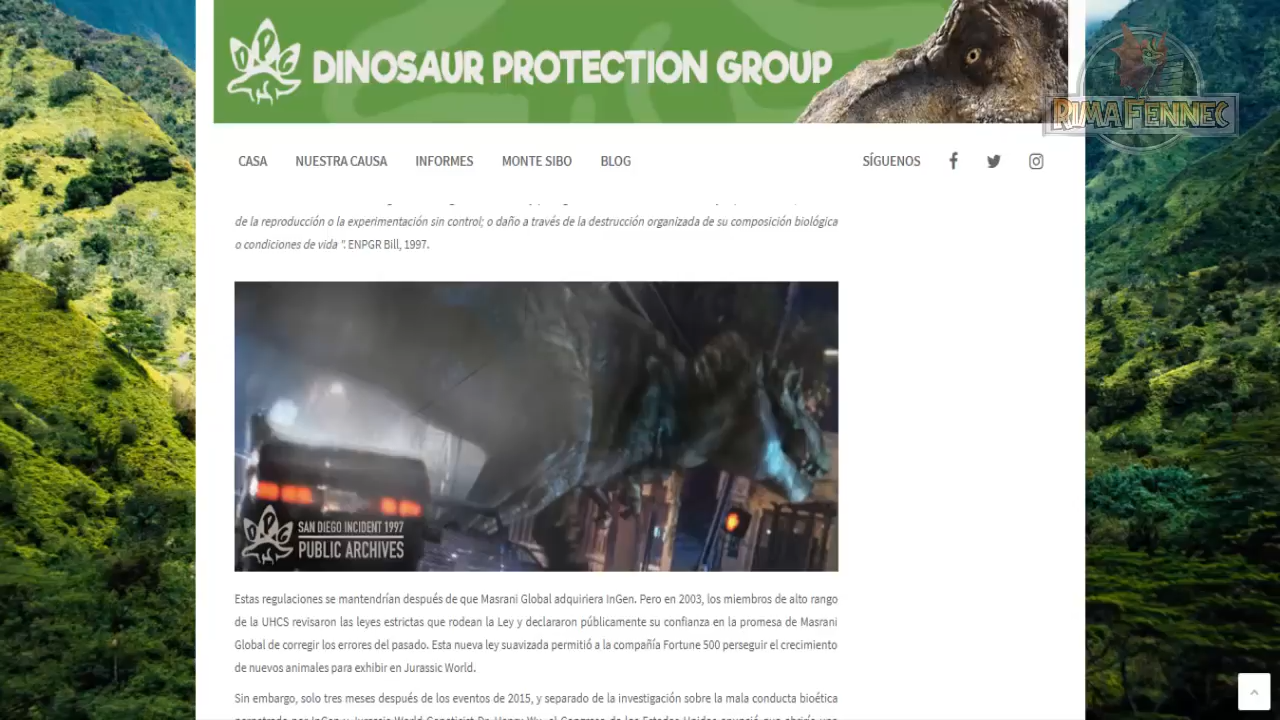 DPG
DINOSAUR PROTECTION GROUP
RIMA FENNEC
CASA NUESTRA CAUSA INFORMES MONTE SIBO BLOG SÍGUENOS
de la reproducción o la experimentación sin control; o daño a través de la destrucción organizada de su composición biológica
o condiciones de vida ". ENPGR Bill, 1997.
DPG
SAN DIEGO INCIDENT 1997
PUBLIC ARCHIVES
Estas regulaciones se mantendrían después de que Masrani Global adquiriera InGen. Pero en 2003, los miembros de alto rango
de la UHCS revisaron las leyes estrictas que rodean la Ley y declararon públicamente su confianza en la promesa de Masrani
Global de corregir los errores del pasado. Esta nueva ley suavizada permitió a la compañía Fortune 500 perseguir el crecimiento
de nuevos animales para exhibir en Jurassic World.
Sin embargo, solo tres meses después de los eventos de 2015, y separado de la investigación sobre la mala conducta bioética